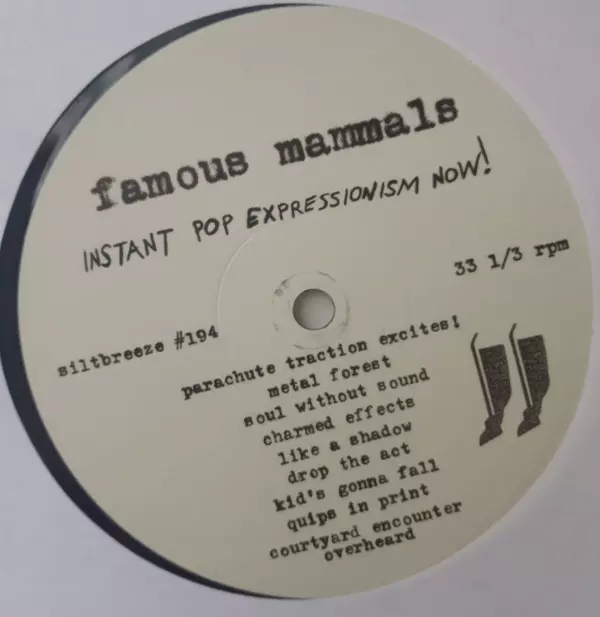 famous mammals
INSTANT POP EXPRESSIONISM NOW!
33 1/3 rpm
siltbreeze #194
parachute traction excites!
metal forest
soul without sound
charmed effects
like a shadow
drop the act
kid's gonna fall
quips in print
courtyard encounter
overheard